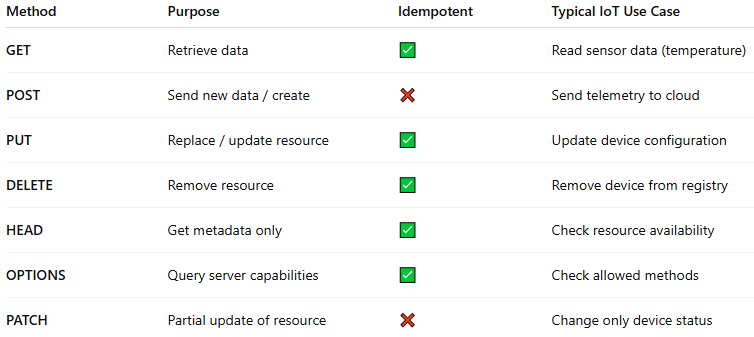 Method Purpose Idempotent Typical IoT Use Case
GET Retrieve data ✅ Read sensor data (temperature)
POST Send new data / create ❌ Send telemetry to cloud
PUT Replace / update resource ✅ Update device configuration
DELETE Remove resource ✅ Remove device from registry
HEAD Get metadata only ✅ Check resource availability
OPTIONS Query server capabilities ✅ Check allowed methods
PATCH Partial update of resource ❌ Change only device status